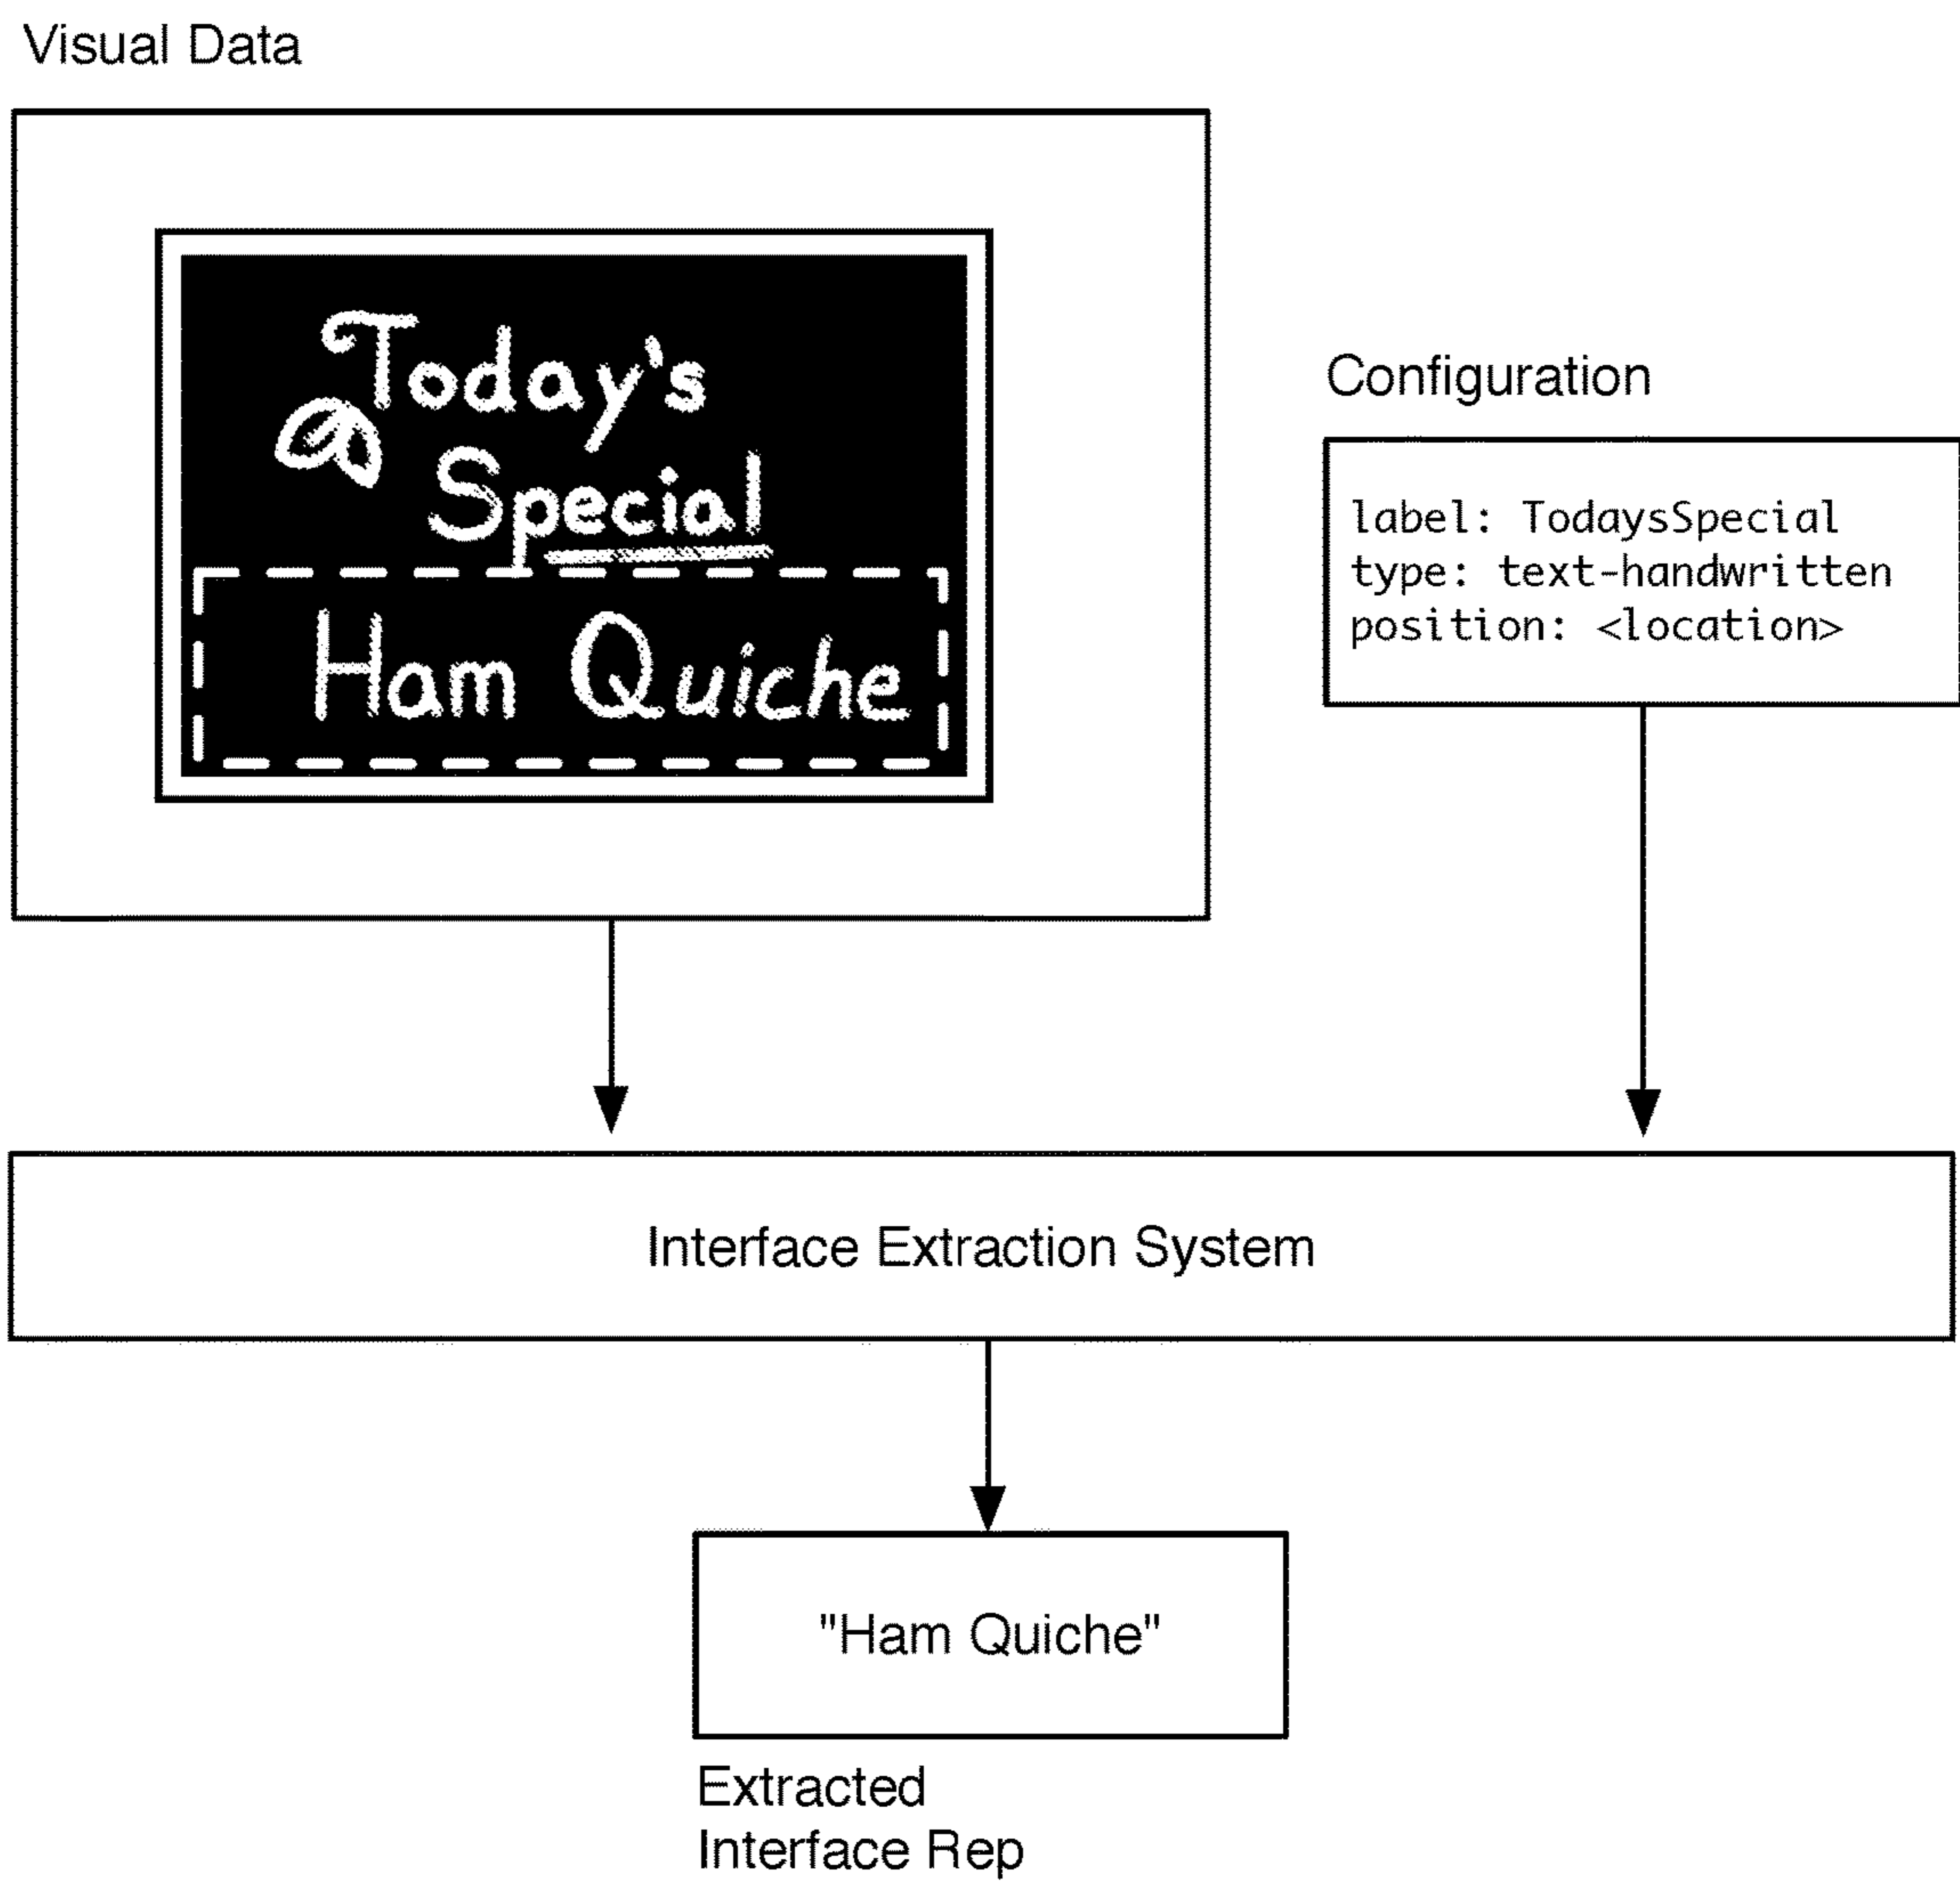 Visual Data
Today's
Special
Ham Quiche
Configuration
label: TodaysSpecial
type: text-handwritten
position: <location>
Interface Extraction System
"Ham Quiche"
Extracted
Interface Rep